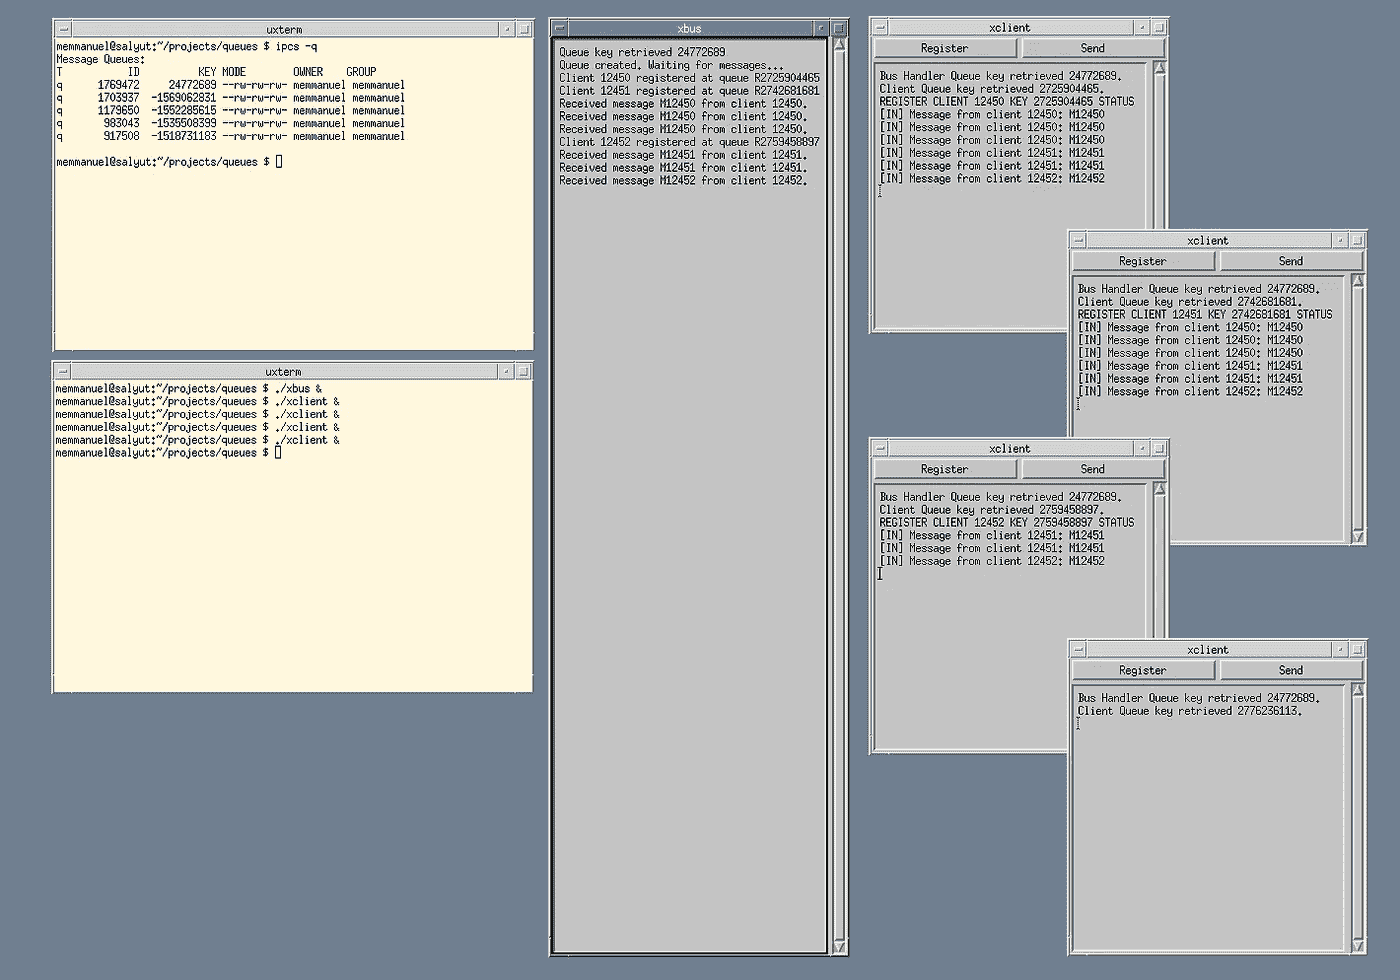 uxterm
memmanuel@salyut:~/projects/queues $ ipcs -q
Message Queues:
T ID KEY MODE OWNER GROUP
q 1769472 24772689 --rw-rw-rw- memmanuel memmanuel
q 1703937 -1569062831 --rw-rw-rw- memmanuel memmanuel
q 1179650 -1552285615 --rw-rw-rw- memmanuel memmanuel
q 983043 -1535508399 --rw-rw-rw- memmanuel memmanuel
q 917508 -1518731183 --rw-rw-rw- memmanuel memmanuel
memmanuel@salyut:~/projects/queues $
uxterm
memmanuel@salyut:~/projects/queues $ ./xbus &
memmanuel@salyut:~/projects/queues $ ./xclient &
memmanuel@salyut:~/projects/queues $ ./xclient &
memmanuel@salyut:~/projects/queues $ ./xclient &
memmanuel@salyut:~/projects/queues $ ./xclient &
memmanuel@salyut:~/projects/queues $
xbus
Queue key retrieved 24772689
Queue created. Waiting for messages...
Client 12450 registered at queue R2725904465
Client 12451 registered at queue R2742681681
Received message M12450 from client 12450.
Received message M12450 from client 12450.
Received message M12450 from client 12450.
Client 12452 registered at queue R2759458897
Received message M12451 from client 12451.
Received message M12451 from client 12451.
Received message M12452 from client 12452.
xclient
Register Send
Bus Handler Queue key retrieved 24772689.
Client Queue key retrieved 2725904465.
REGISTER CLIENT 12450 KEY 2725904465 STATUS
[IN] Message from client 12450: M12450
[IN] Message from client 12450: M12450
[IN] Message from client 12450: M12450
[IN] Message from client 12451: M12451
[IN] Message from client 12451: M12451
[IN] Message from client 12452: M12452
xclient
Register Send
Bus Handler Queue key retrieved 24772689.
Client Queue key retrieved 2742681681.
REGISTER CLIENT 12451 KEY 2742681681 STATUS
[IN] Message from client 12450: M12450
[IN] Message from client 12450: M12450
[IN] Message from client 12450: M12450
[IN] Message from client 12451: M12451
[IN] Message from client 12451: M12451
[IN] Message from client 12452: M12452
xclient
Register Send
Bus Handler Queue key retrieved 24772689.
Client Queue key retrieved 2759458897.
REGISTER CLIENT 12452 KEY 2759458897 STATUS
[IN] Message from client 12451: M12451
[IN] Message from client 12451: M12451
[IN] Message from client 12452: M12452
xclient
Register Send
Bus Handler Queue key retrieved 24772689.
Client Queue key retrieved 2776236113.